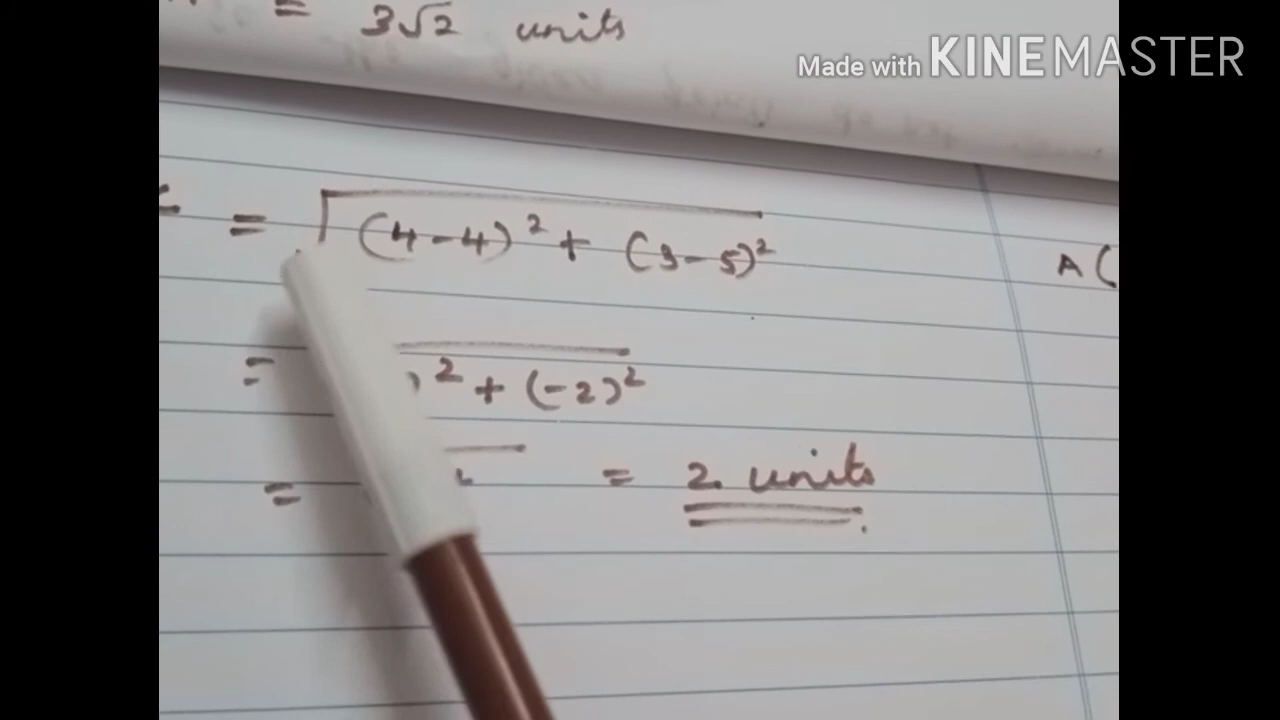 = 3√2 units
Made with KINEMASTER
= √(4-4)² + (3-5)²
A (
= )² + (-2)²
= = 2 units